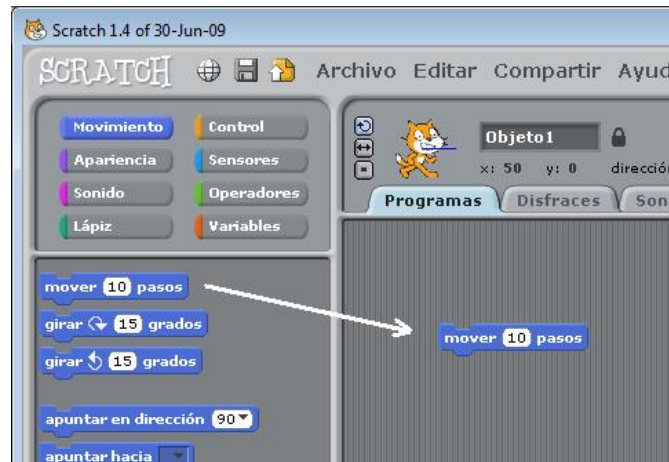 Scratch 1.4 of 30-Jun-09
SCRATCH Archivo Editar Compartir Ayud
Movimiento Control
Apariencia Sensores
Sonido Operadores
Lápiz Variables
Objeto1
x: 50 y: 0 dirección
Programas Disfraces Son
mover 10 pasos
girar 15 grados
girar 15 grados
apuntar en dirección 90
apuntar hacia
mover 10 pasos